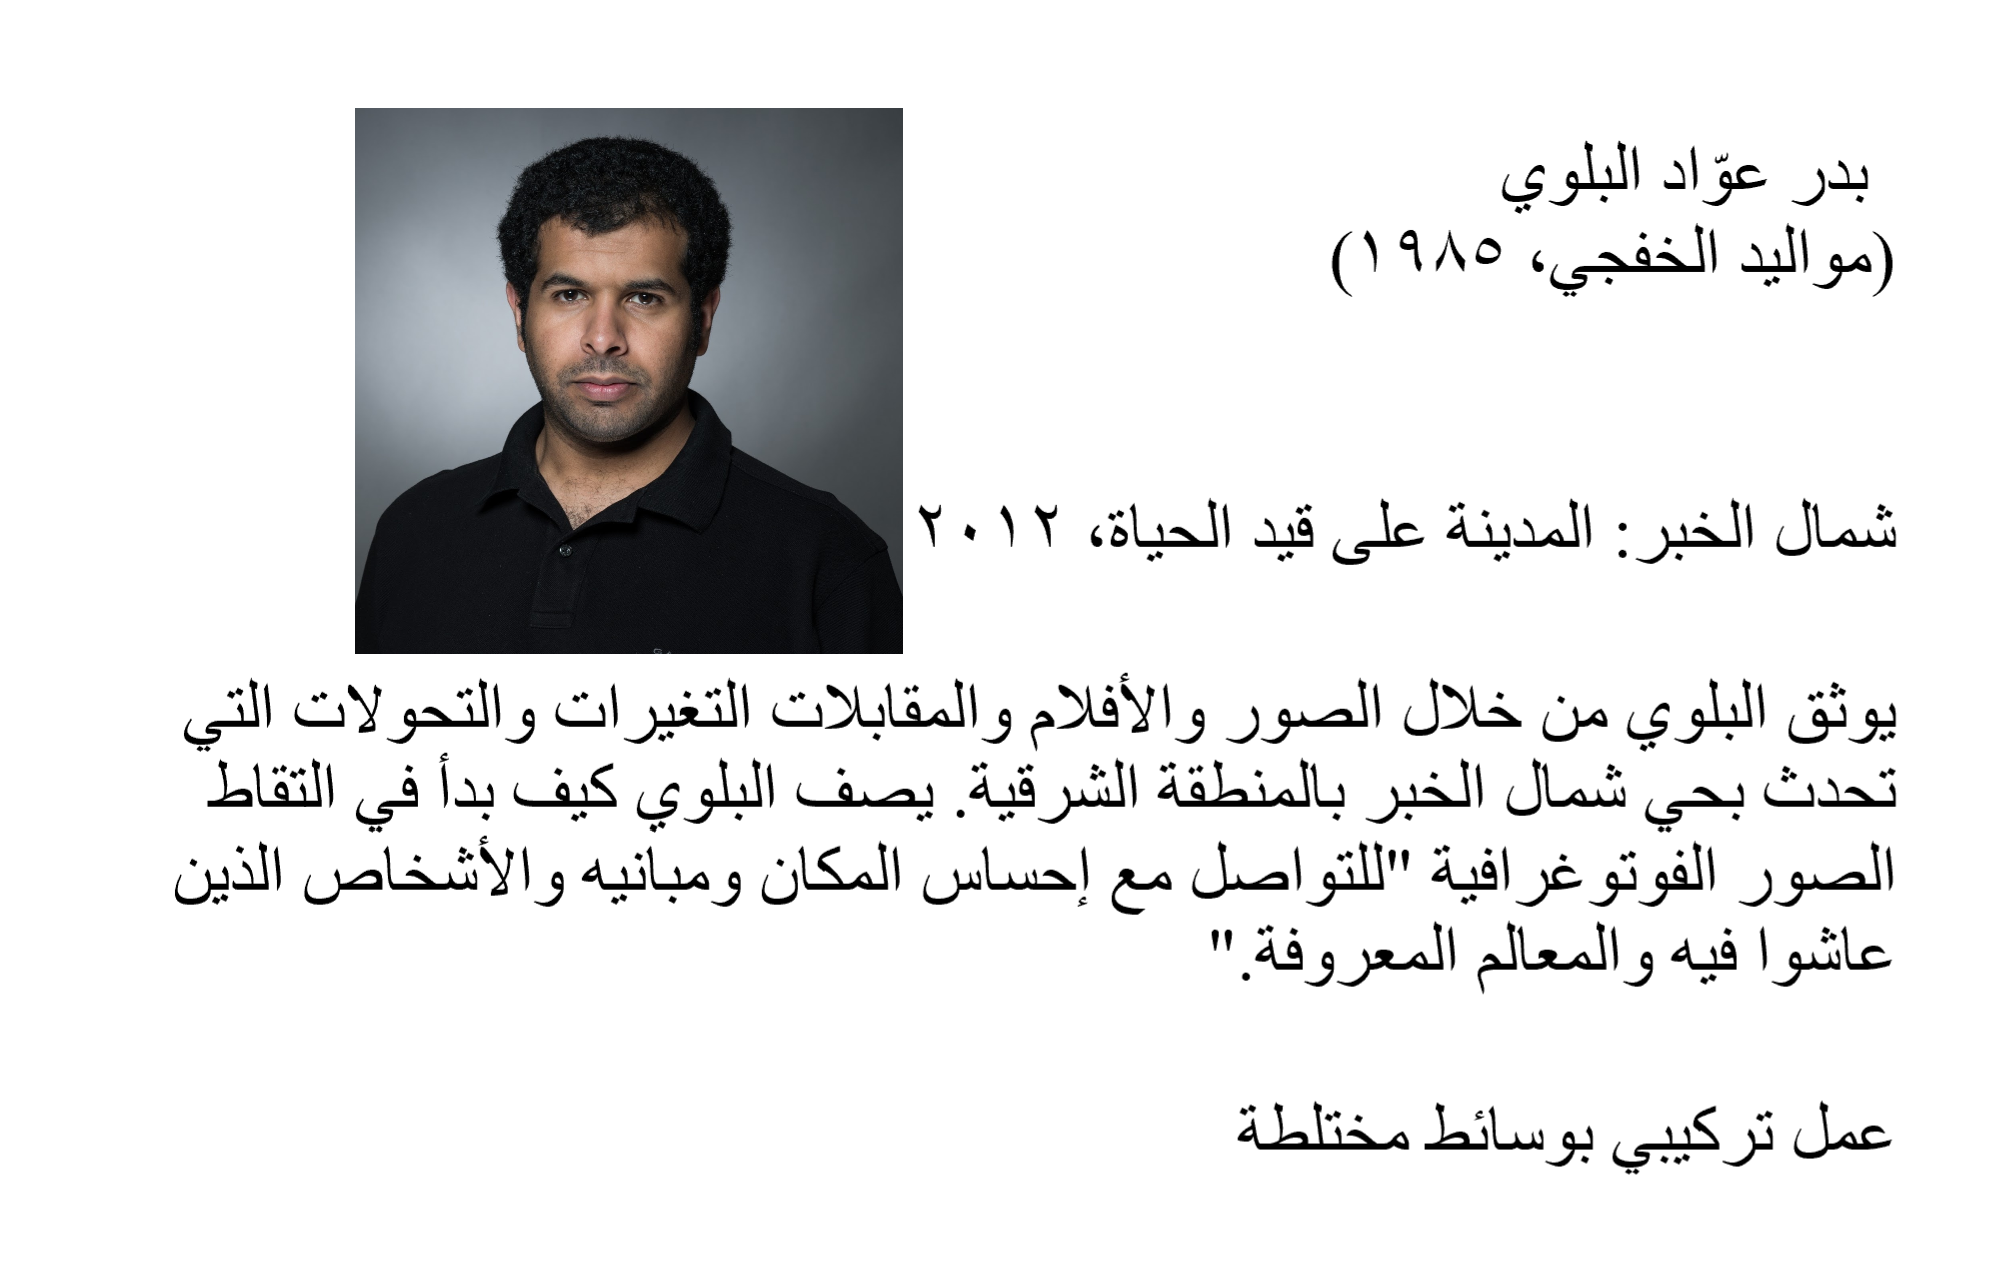 بدر عوّاد البلوي
(مواليد الخفجي، ١٩٨٥)
شمال الخبر: المدينة على قيد الحياة، ٢٠١٢
يوثق البلوي من خلال الصور والأفلام والمقابلات التغيرات والتحولات التي
تحدث بحي شمال الخبر بالمنطقة الشرقية. يصف البلوي كيف بدأ في التقاط
الصور الفوتوغرافية "للتواصل مع إحساس المكان ومبانيه والأشخاص الذين
عاشوا فيه والمعالم المعروفة."
عمل تركيبي بوسائط مختلطة